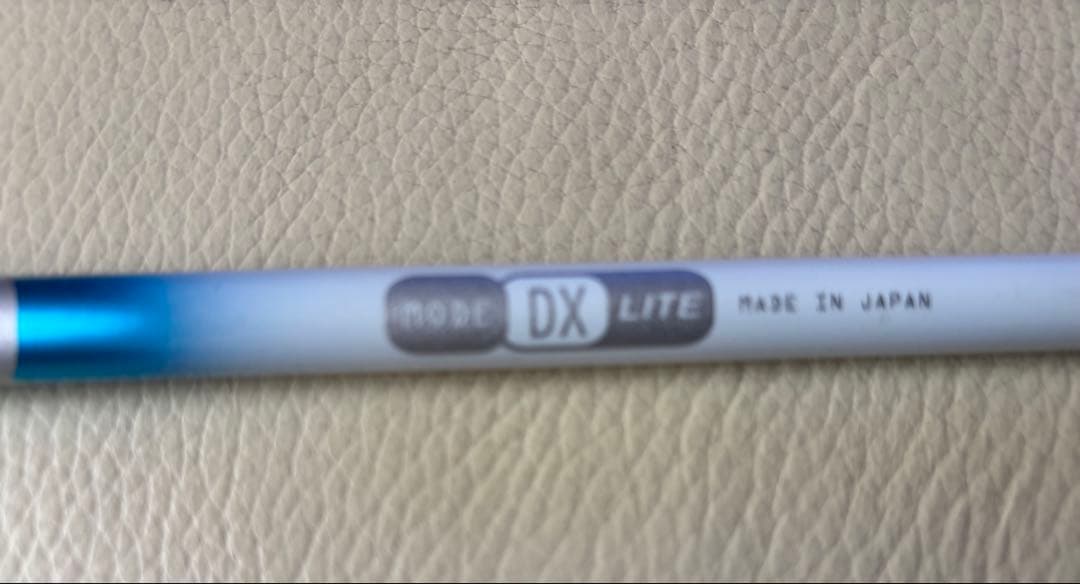 MODE DX LITE MADE IN JAPAN